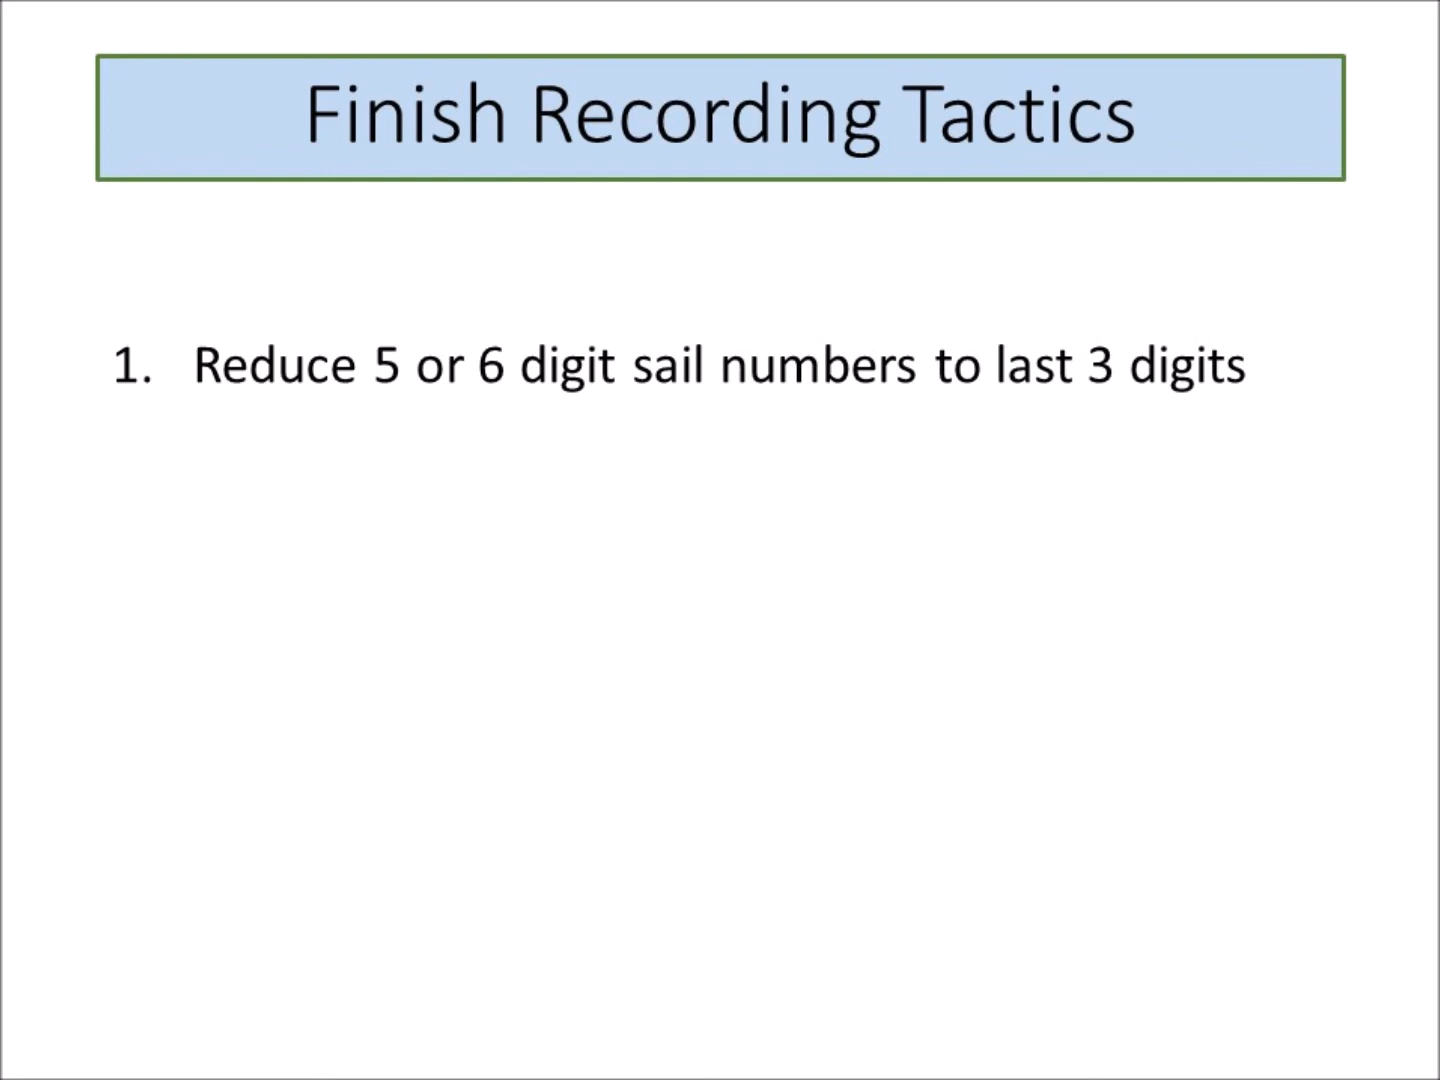 Finish Recording Tactics
1. Reduce 5 or 6 digit sail numbers to last 3 digits